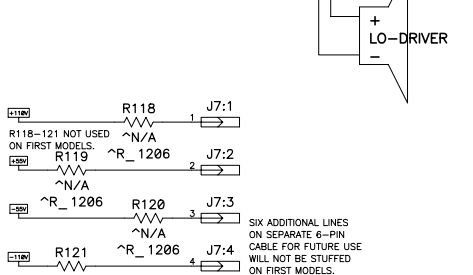 +
LO-DRIVER
−
+110V
R118
1
J7:1
^N/A
^R_1206
R118-121 NOT USED
ON FIRST MODELS.
+55V
R119
2
J7:2
^N/A
^R_1206
-55V
R120
3
J7:3
^N/A
^R_1206
SIX ADDITIONAL LINES
ON SEPARATE 6-PIN
CABLE FOR FUTURE USE
WILL NOT BE STUFFED
ON FIRST MODELS.
-110V
R121
4
J7:4